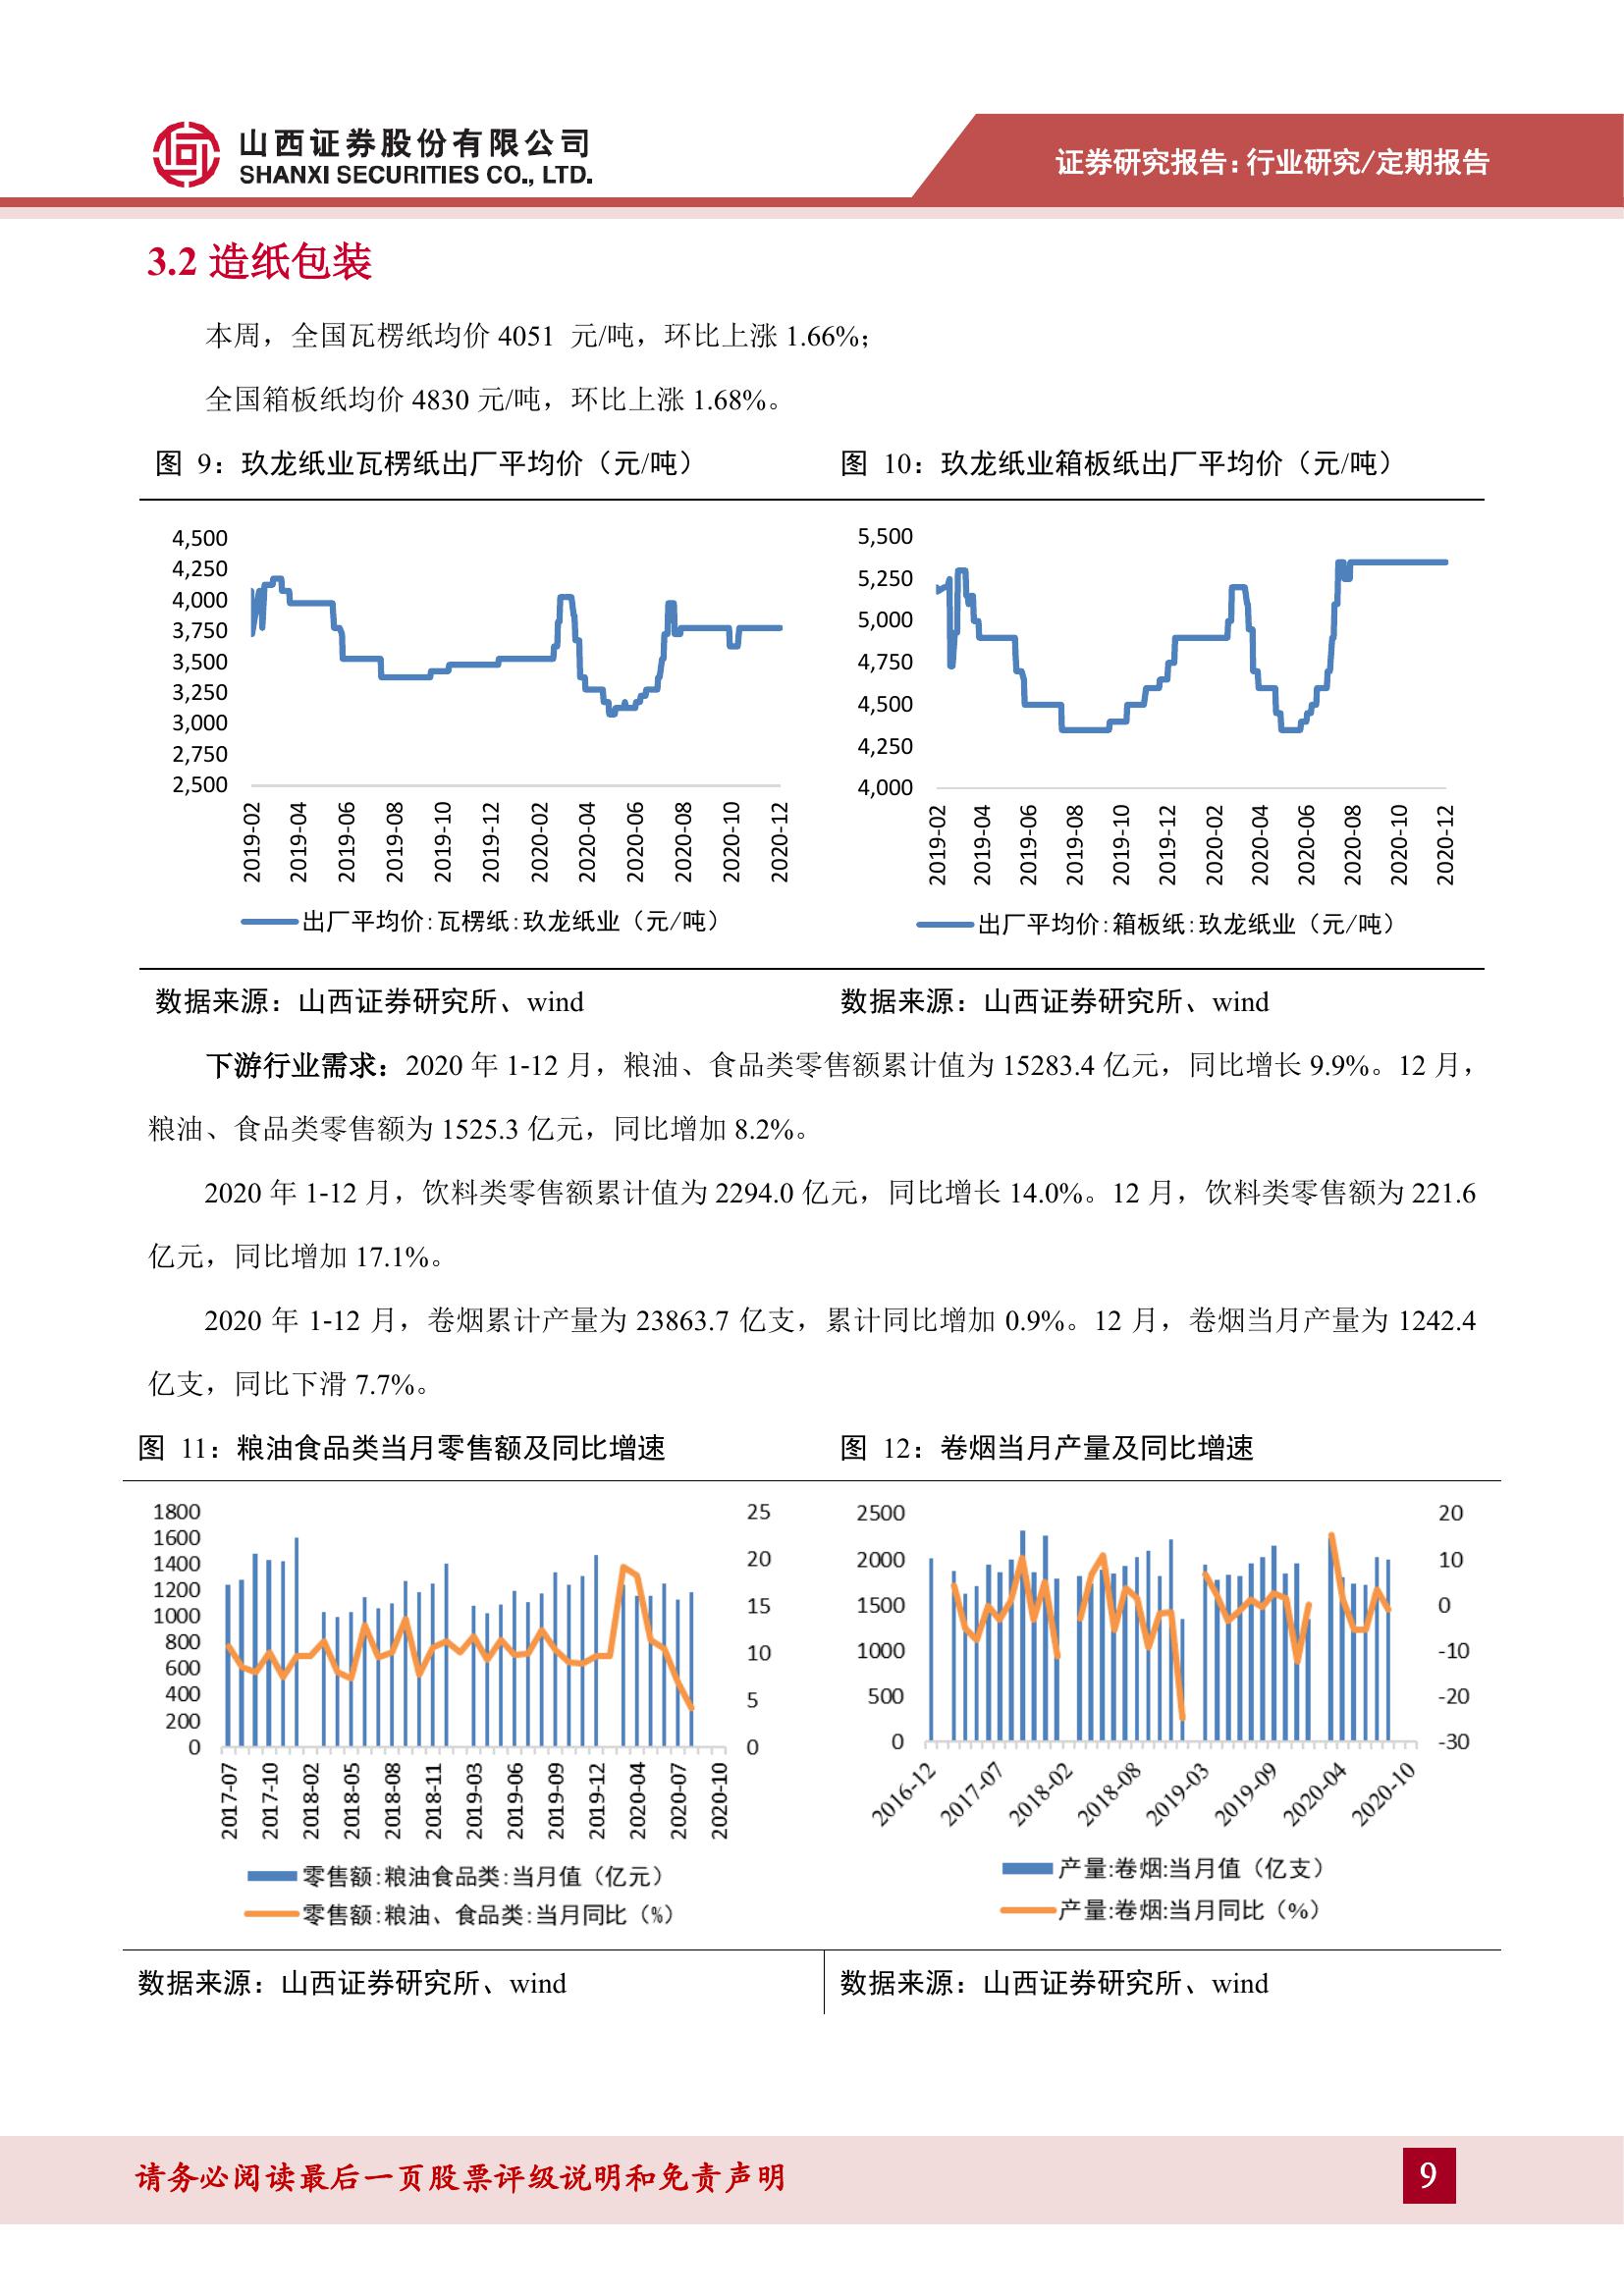 山西证券股份有限公司
SHANXI SECURITIES CO., LTD.
证券研究报告:行业研究/定期报告
3.2 造纸包装
本周，全国瓦楞纸均价 4051 元/吨，环比上涨 1.66%；
全国箱板纸均价 4830 元/吨，环比上涨 1.68%。
图 9：玖龙纸业瓦楞纸出厂平均价（元/吨）
图 10：玖龙纸业箱板纸出厂平均价（元/吨）
4,500
4,250
4,000
3,750
3,500
3,250
3,000
2,750
2,500
2019-02 2019-04 2019-06 2019-08 2019-10 2019-12 2020-02 2020-04 2020-06 2020-08 2020-10 2020-12
出厂平均价:瓦楞纸:玖龙纸业（元/吨）
5,500
5,250
5,000
4,750
4,500
4,250
4,000
2019-02 2019-04 2019-06 2019-08 2019-10 2019-12 2020-02 2020-04 2020-06 2020-08 2020-10 2020-12
出厂平均价:箱板纸:玖龙纸业（元/吨）
数据来源：山西证券研究所、wind
数据来源：山西证券研究所、wind
下游行业需求：2020 年 1-12 月，粮油、食品类零售额累计值为 15283.4 亿元，同比增长 9.9%。12 月，
粮油、食品类零售额为 1525.3 亿元，同比增加 8.2%。
2020 年 1-12 月，饮料类零售额累计值为 2294.0 亿元，同比增长 14.0%。12 月，饮料类零售额为 221.6
亿元，同比增加 17.1%。
2020 年 1-12 月，卷烟累计产量为 23863.7 亿支，累计同比增加 0.9%。12 月，卷烟当月产量为 1242.4
亿支，同比下滑 7.7%。
图 11：粮油食品类当月零售额及同比增速
图 12：卷烟当月产量及同比增速
1800
1600
1400
1200
1000
800
600
400
200
0
25
20
15
10
5
0
2017-07 2017-10 2018-02 2018-05 2018-08 2018-11 2019-03 2019-06 2019-09 2019-12 2020-04 2020-07 2020-10
零售额:粮油食品类:当月值（亿元）
零售额:粮油、食品类:当月同比（%）
2500
2000
1500
1000
500
0
20
10
0
-10
-20
-30
2016-12 2017-07 2018-02 2018-08 2019-03 2019-09 2020-04 2020-10
产量:卷烟:当月值（亿支）
产量:卷烟:当月同比（%）
数据来源：山西证券研究所、wind
数据来源：山西证券研究所、wind
请务必阅读最后一页股票评级说明和免责声明
9